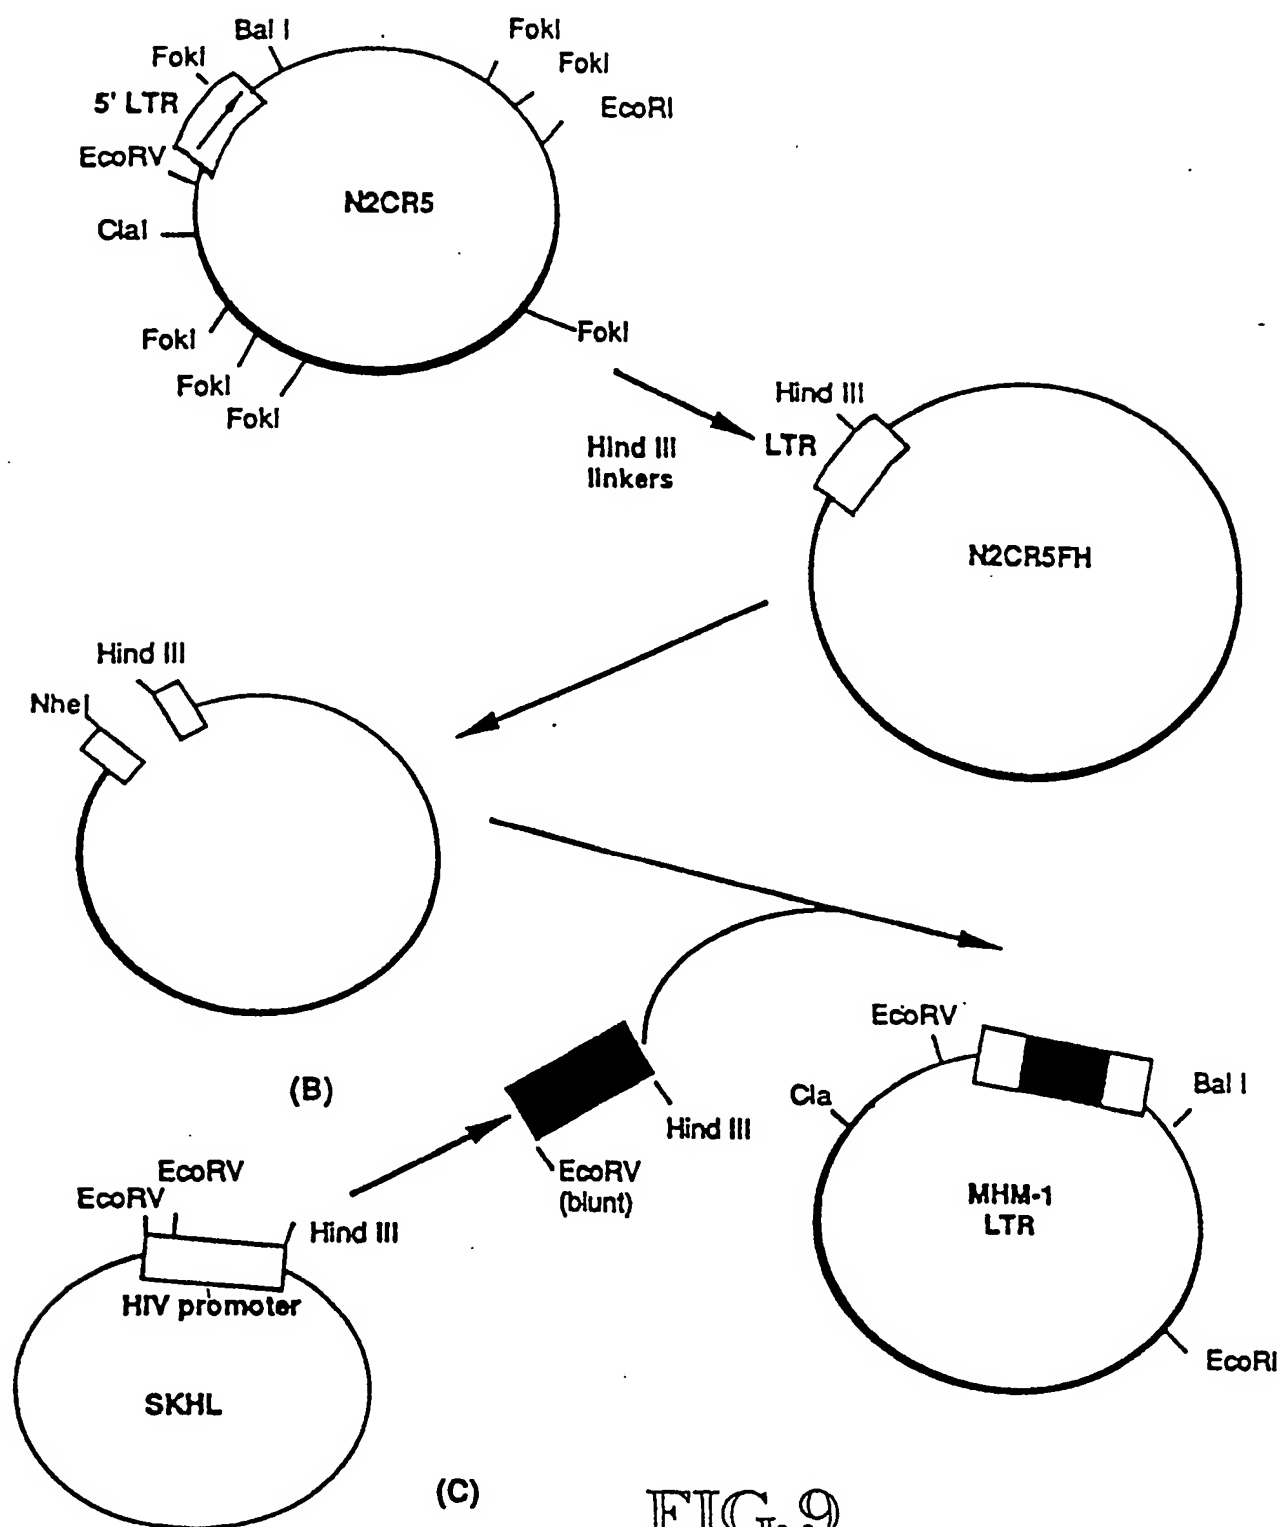 Bal I
FokI
FokI
FokI
5' LTR
EcoRI
EcoRV
N2CR5
ClaI
FokI
FokI
FokI
FokI
Hind III
linkers
Hind III
LTR
N2CR5FH
Hind III
NheI
(B)
EcoRV
Cla
Bal I
Hind III
EcoRV
(blunt)
MHM-1
LTR
EcoRI
EcoRV
EcoRV
Hind III
HIV promoter
SKHL
(C)
FIG. 9